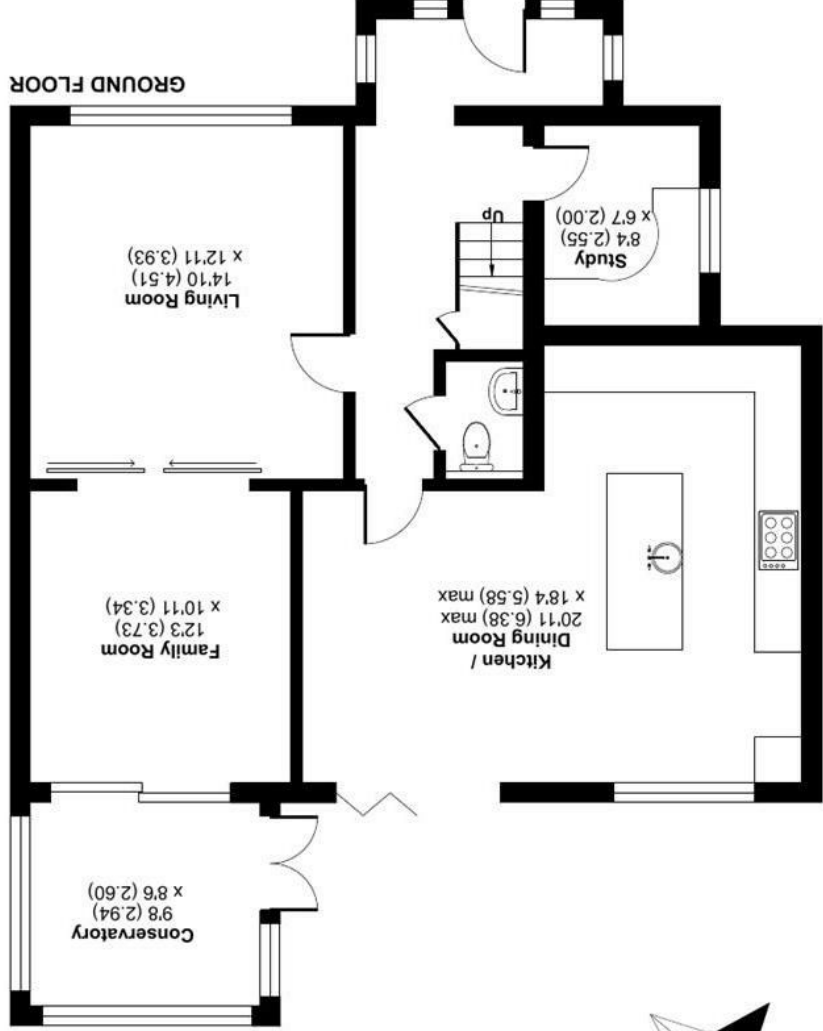 Conservatory
9'8 (2.94)
x 8'6 (2.60)
Kitchen /
Dining Room
20'11 (6.38) max
x 18'4 (5.58) max
Family Room
12'3 (3.73)
x 10'11 (3.34)
Living Room
14'10 (4.51)
x 12'11 (3.93)
Study
8'4 (2.55)
x 6'7 (2.00)
Up
GROUND FLOOR